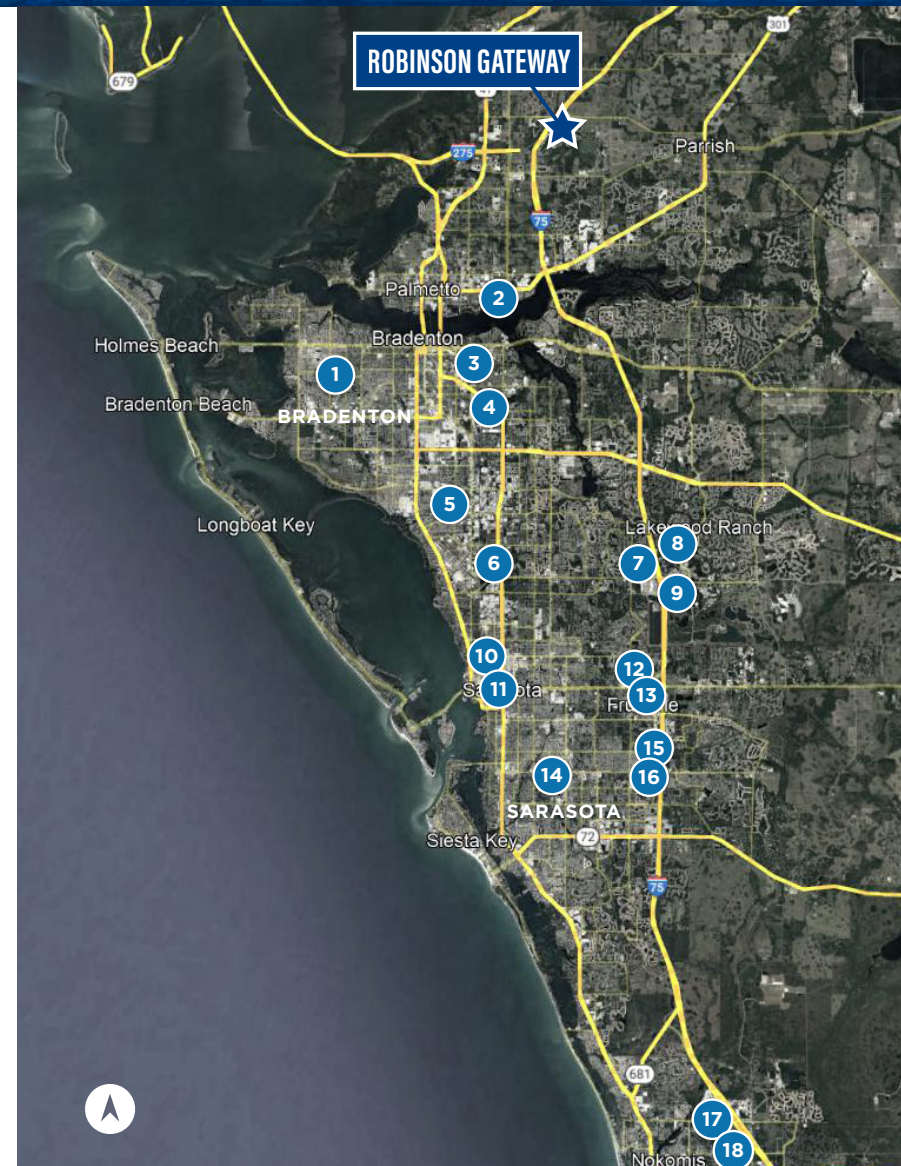 301
ROBINSON GATEWAY
679
41
275
Parrish
75
Palmetto
2
Bradenton
Holmes Beach
3
1
Bradenton Beach
4
BRADENTON
5
Longboat Key
Lakewood Ranch
8
6
7
9
10
12
11
13
15
14
16
SARASOTA
72
Siesta Key
75
681
17
18
Nokomis